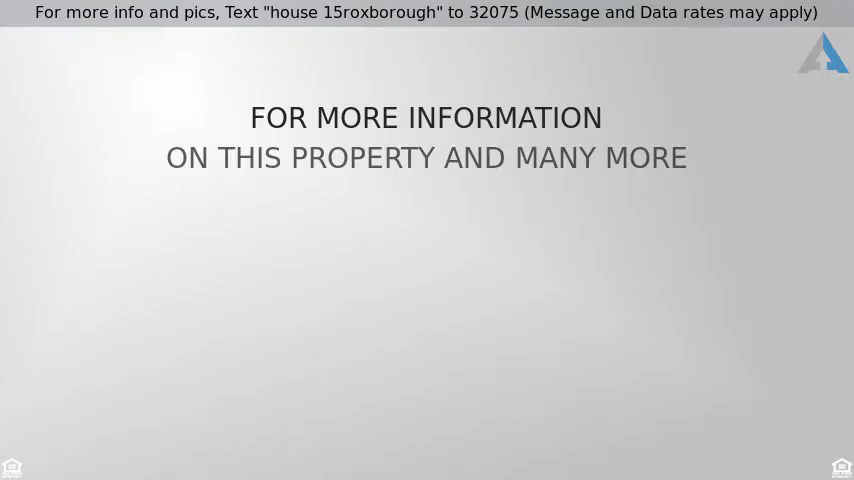 For more info and pics, Text "house 15roxborough" to 32075 (Message and Data rates may apply)
FOR MORE INFORMATION
ON THIS PROPERTY AND MANY MORE